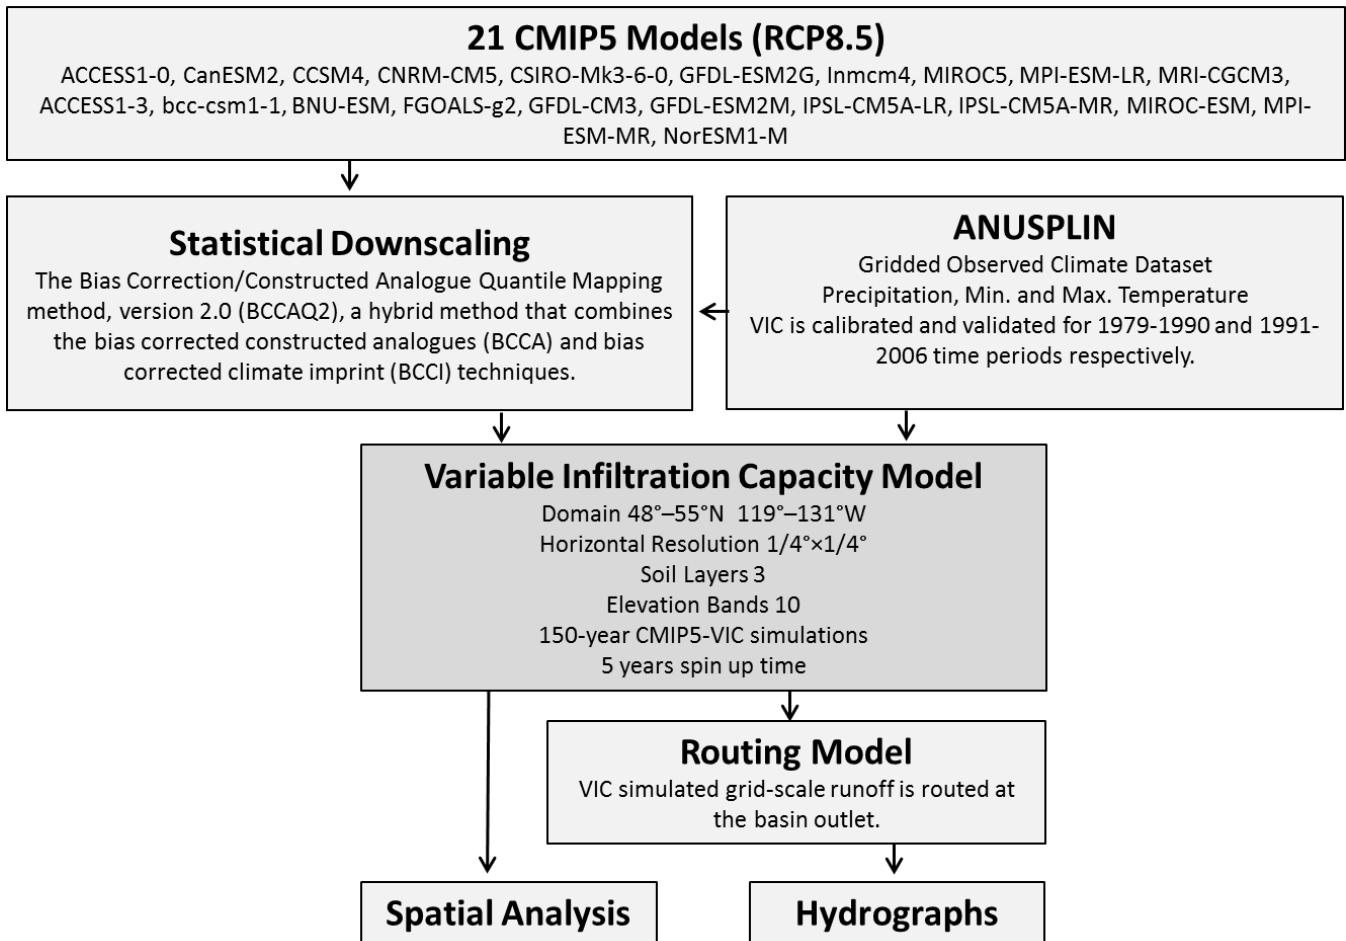 21 CMIP5 Models (RCP8.5)
ACCESS1-0, CanESM2, CCSM4, CNRM-CM5, CSIRO-Mk3-6-0, GFDL-ESM2G, Inmcm4, MIROC5, MPI-ESM-LR, MRI-CGCM3,
ACCESS1-3, bcc-csm1-1, BNU-ESM, FGOALS-g2, GFDL-CM3, GFDL-ESM2M, IPSL-CM5A-LR, IPSL-CM5A-MR, MIROC-ESM, MPI-
ESM-MR, NorESM1-M
Statistical Downscaling
The Bias Correction/Constructed Analogue Quantile Mapping
method, version 2.0 (BCCAQ2), a hybrid method that combines
the bias corrected constructed analogues (BCCA) and bias
corrected climate imprint (BCCI) techniques.
ANUSPLIN
Gridded Observed Climate Dataset
Precipitation, Min. and Max. Temperature
VIC is calibrated and validated for 1979-1990 and 1991-
2006 time periods respectively.
Variable Infiltration Capacity Model
Domain 48°–55°N  119°–131°W
Horizontal Resolution 1/4°×1/4°
Soil Layers 3
Elevation Bands 10
150-year CMIP5-VIC simulations
5 years spin up time
Routing Model
VIC simulated grid-scale runoff is routed at
the basin outlet.
Spatial Analysis
Hydrographs